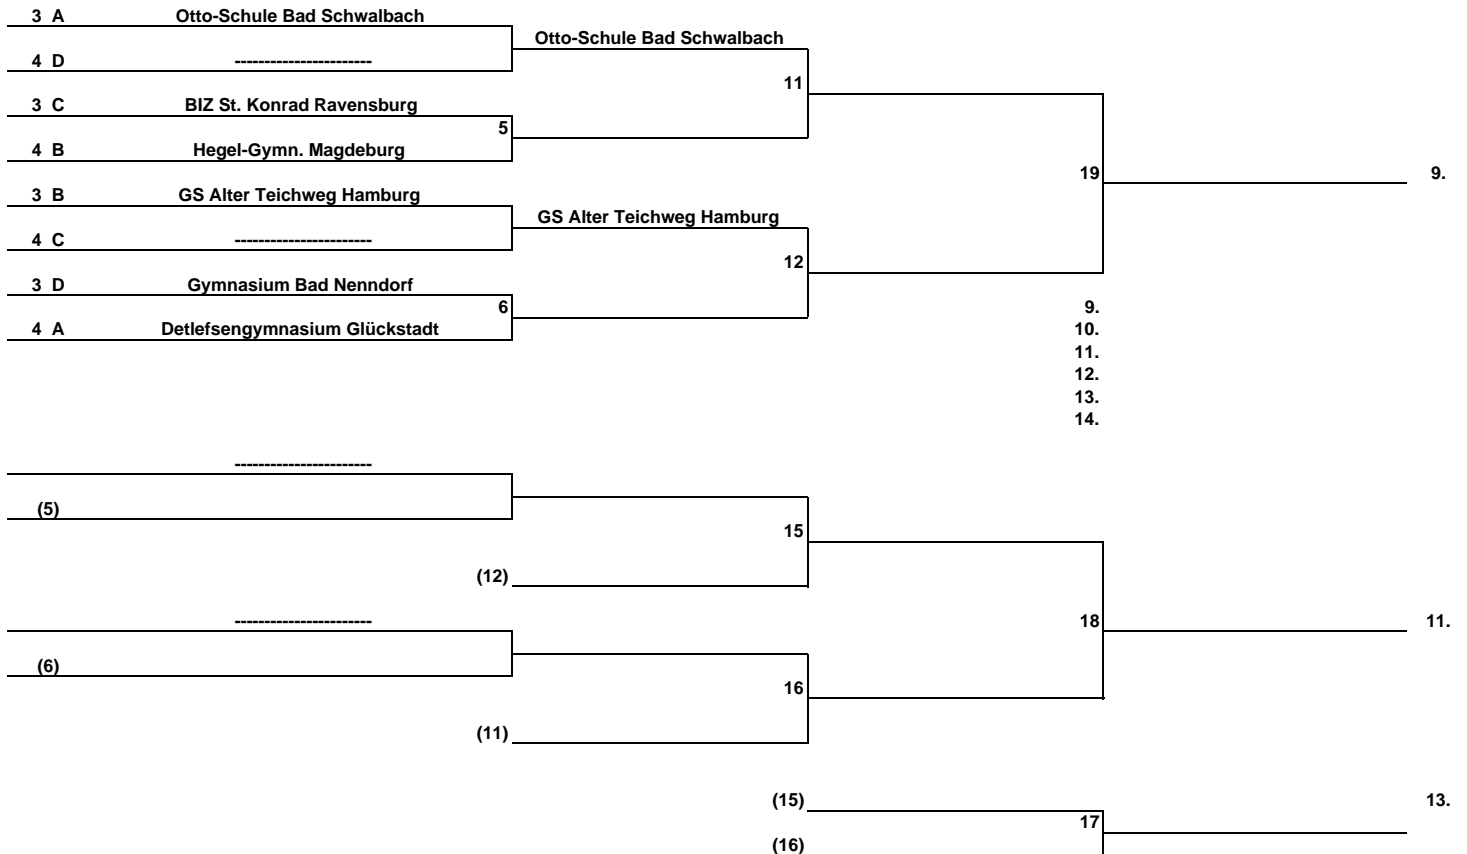 3 A Otto-Schule Bad Schwalbach
Otto-Schule Bad Schwalbach
4 D -----------------------
11
3 C BIZ St. Konrad Ravensburg
5
4 B Hegel-Gymn. Magdeburg
19 9.
3 B GS Alter Teichweg Hamburg
GS Alter Teichweg Hamburg
4 C -----------------------
12
3 D Gymnasium Bad Nenndorf
6 9.
4 A Detlefsengymnasium Glückstadt 10.
11.
12.
13.
14.
-----------------------
(5)
15
(12)
----------------------- 18 11.
(6)
16
(11)
(15) 13.
17
(16)